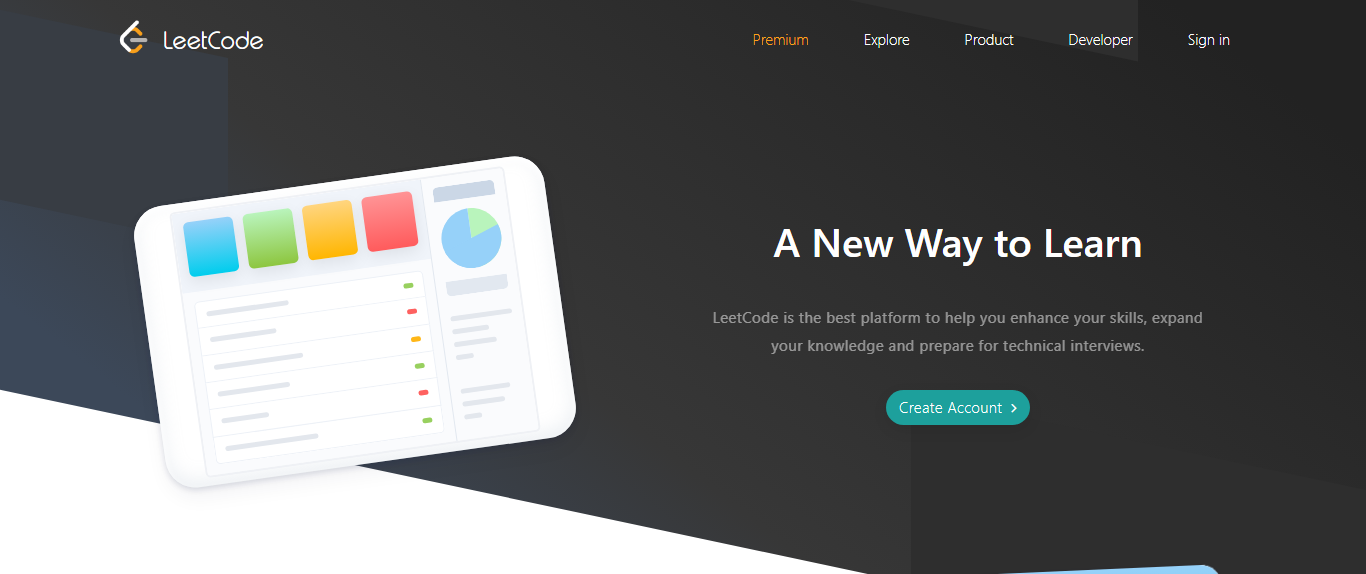 LeetCode
Premium Explore Product Developer Sign in
A New Way to Learn
LeetCode is the best platform to help you enhance your skills, expand
your knowledge and prepare for technical interviews.
Create Account